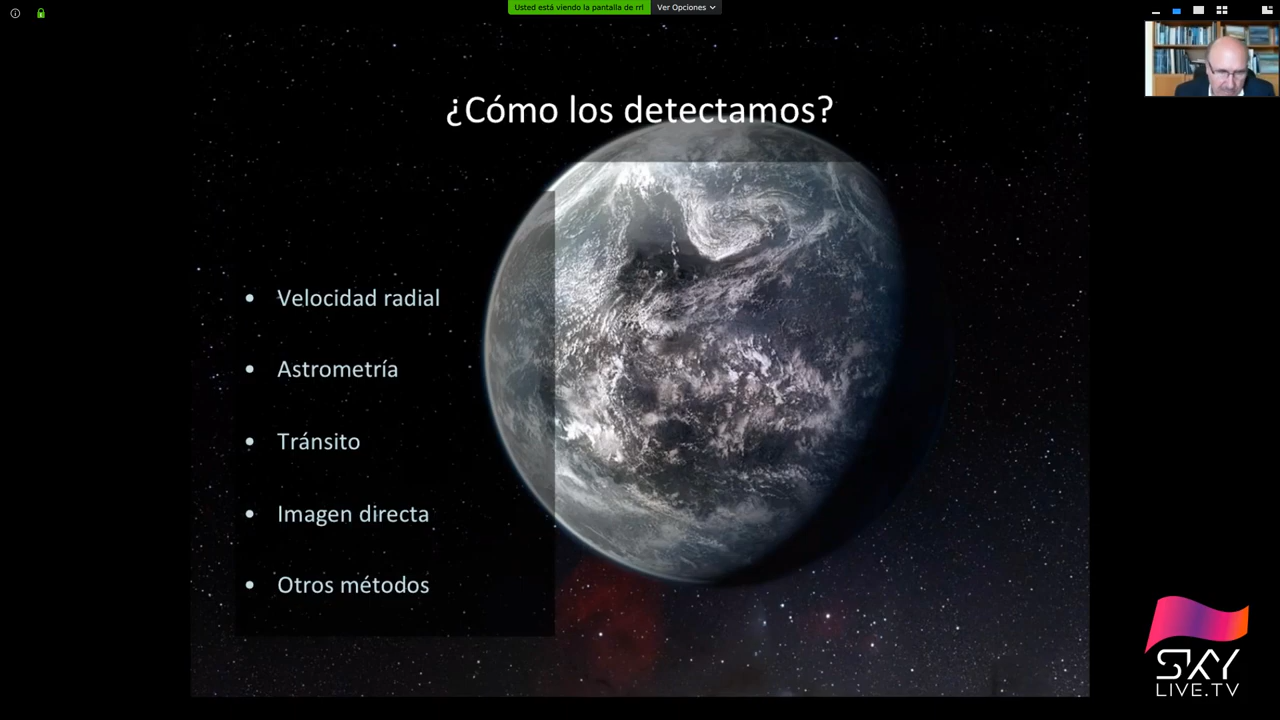 Usted está viendo la pantalla de rrl
Ver Opciones
¿Cómo los detectamos?
• Velocidad radial
• Astrometría
• Tránsito
• Imagen directa
• Otros métodos
SKY
LIVE.TV